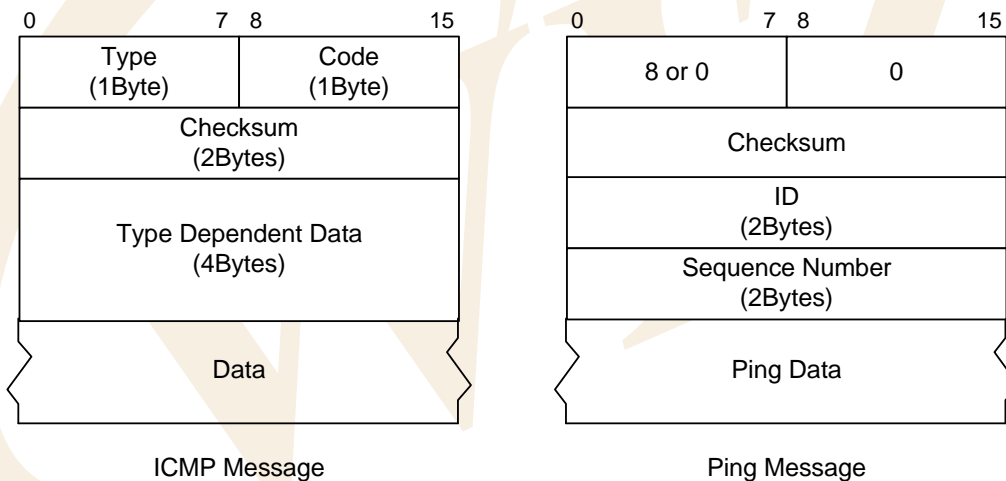 0 7 8 15
Type
(1Byte)
Code
(1Byte)
Checksum
(2Bytes)
Type Dependent Data
(4Bytes)
Data
ICMP Message
0 7 8 15
8 or 0
0
Checksum
ID
(2Bytes)
Sequence Number
(2Bytes)
Ping Data
Ping Message